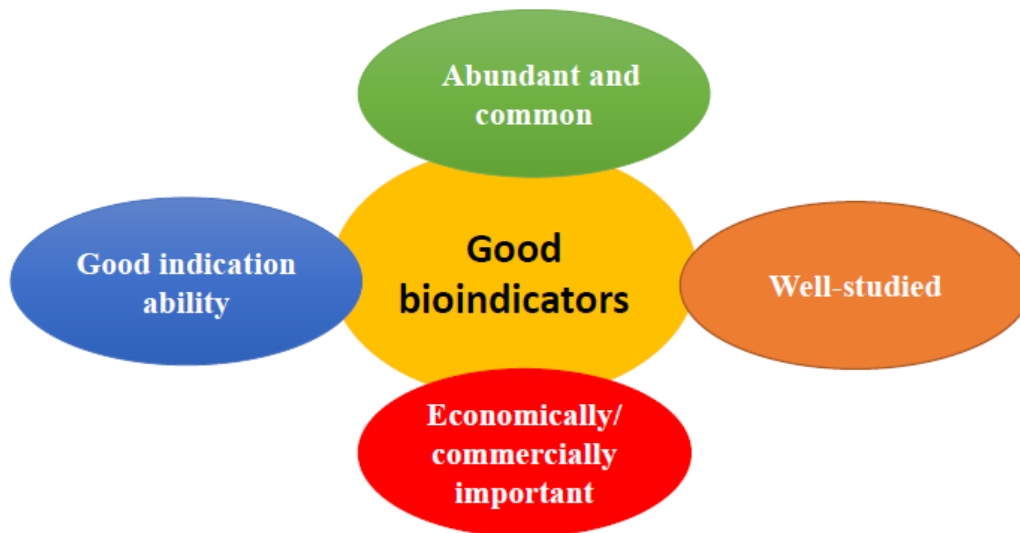 Abundant and
common
Good indication
ability
Good
bioindicators
Well-studied
Economically/
commercially
important